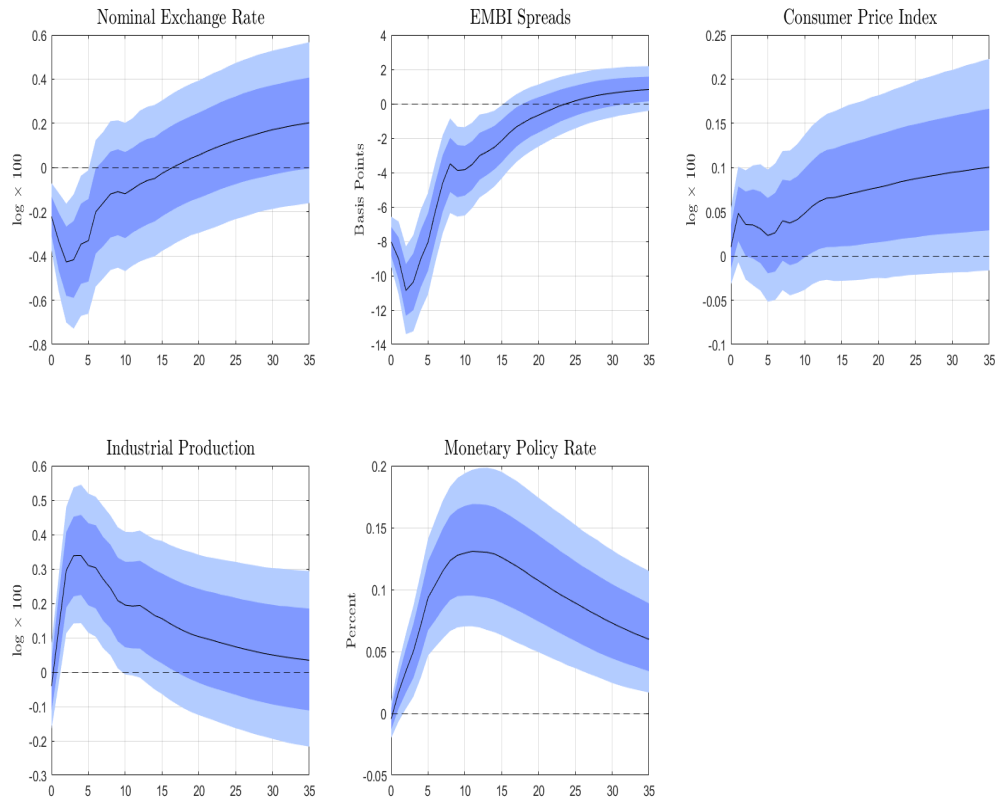 Nominal Exchange Rate
log × 100
0.6
0.4
0.2
0
-0.2
-0.4
-0.6
-0.8
0 5 10 15 20 25 30 35
EMBI Spreads
Basis Points
4
2
0
-2
-4
-6
-8
-10
-12
-14
0 5 10 15 20 25 30 35
Consumer Price Index
log × 100
0.25
0.2
0.15
0.1
0.05
0
-0.05
-0.1
0 5 10 15 20 25 30 35
Industrial Production
log × 100
0.6
0.5
0.4
0.3
0.2
0.1
0
-0.1
-0.2
-0.3
0 5 10 15 20 25 30 35
Monetary Policy Rate
Percent
0.2
0.15
0.1
0.05
0
-0.05
0 5 10 15 20 25 30 35